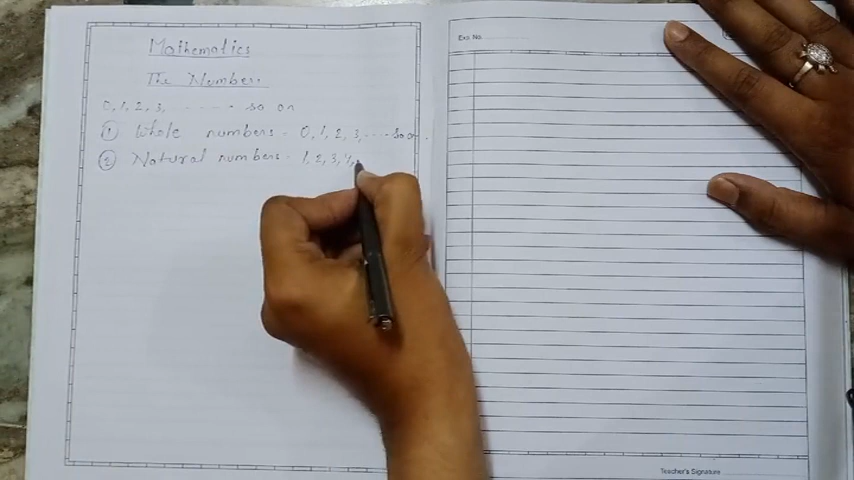 Mathematics
The Numbers
0, 1, 2, 3, ........ so on
① Whole numbers = 0, 1, 2, 3, .... so on.
② Natural numbers = 1, 2, 3, 4,
Exp. No.
Teacher's Signature